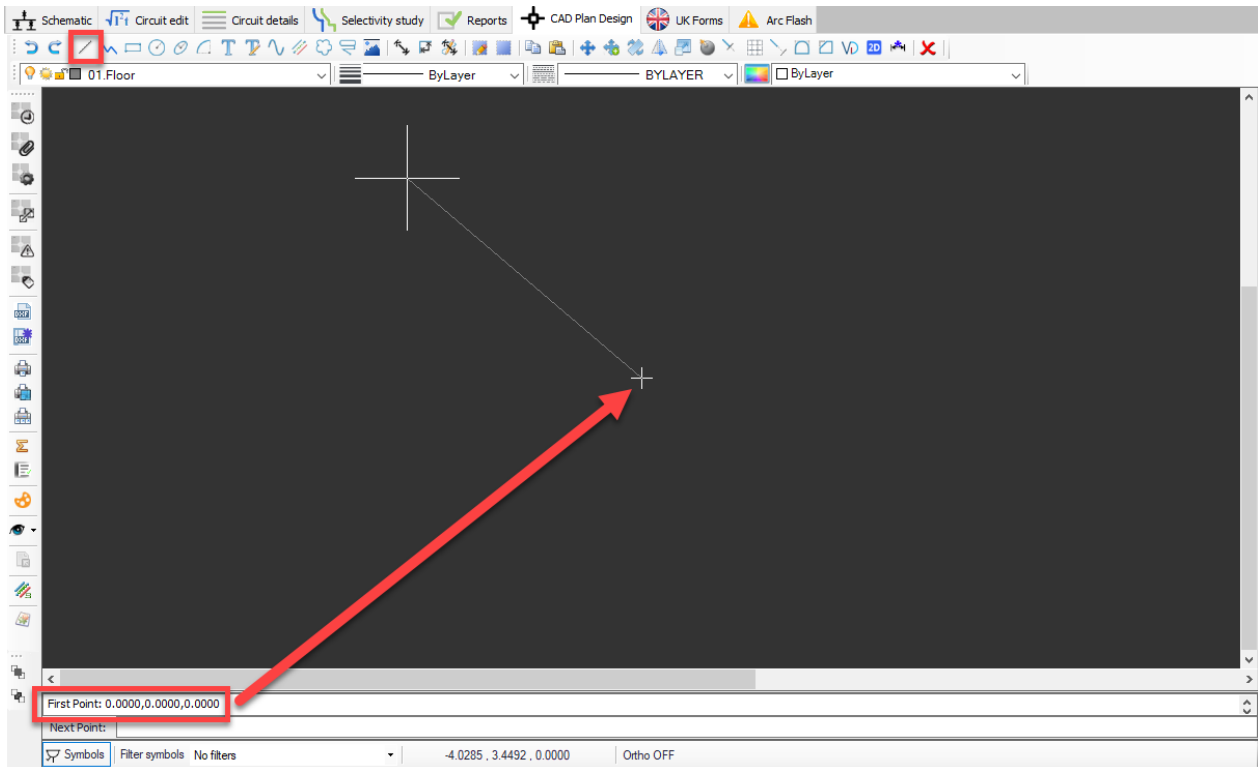 Schematic Circuit edit Circuit details Selectivity study Reports CAD Plan Design UK Forms Arc Flash
01.Floor ByLayer BYLAYER ByLayer
First Point: 0.0000,0.0000,0.0000
Next Point:
Symbols Filter symbols No filters -4.0285 , 3.4492 , 0.0000 Ortho OFF